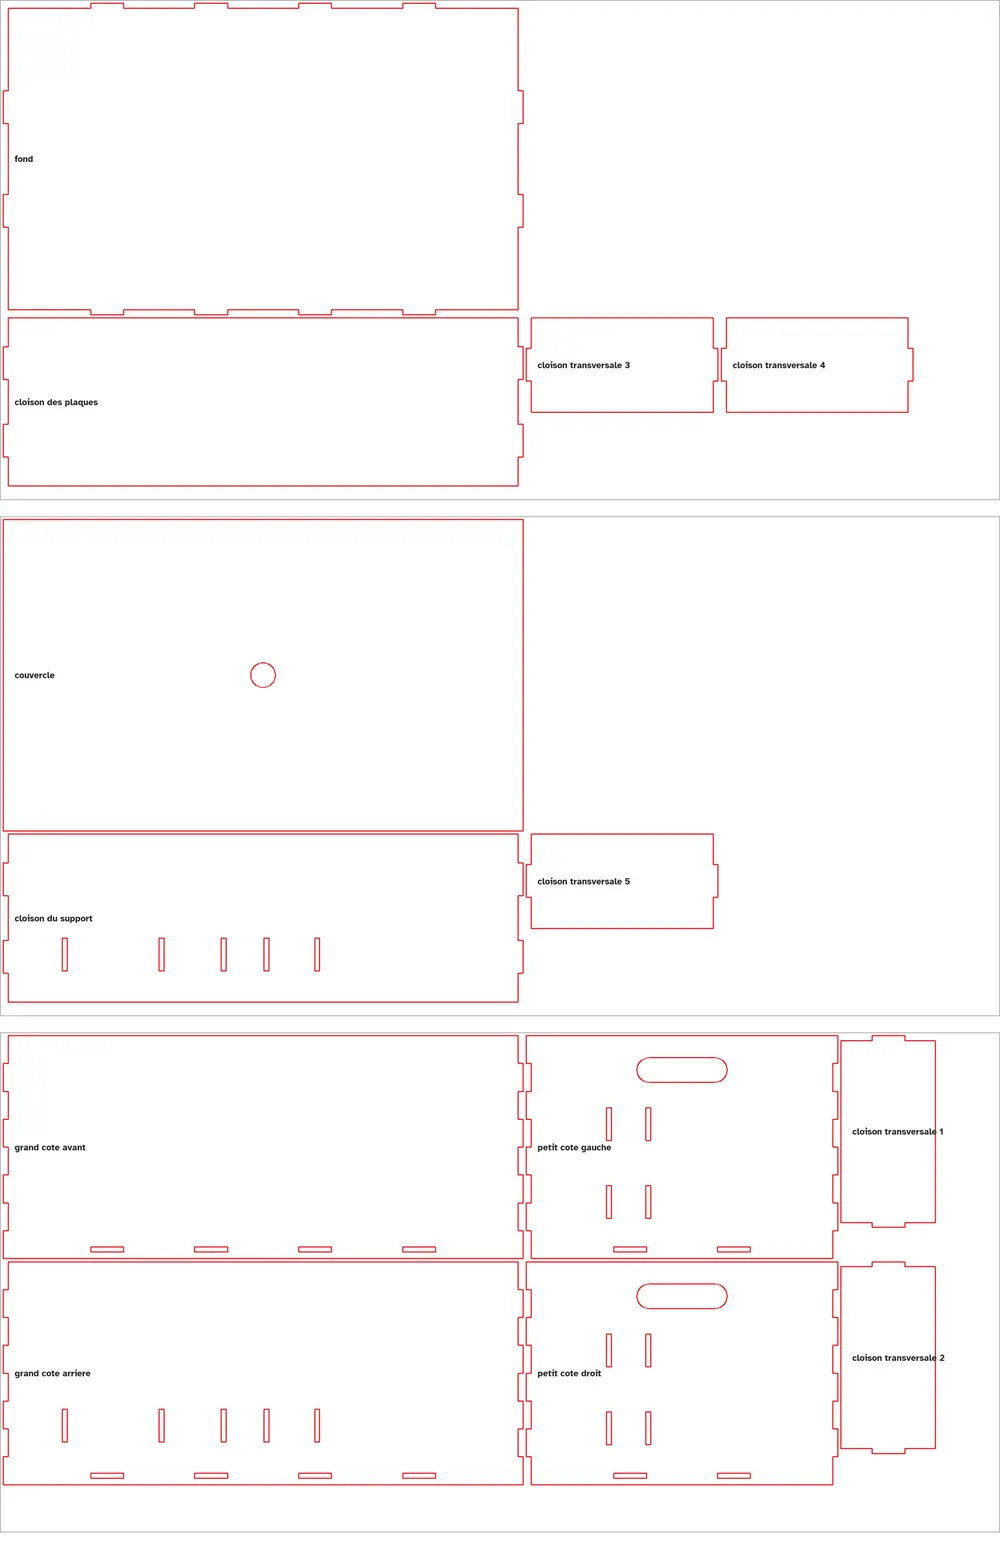 fond
cloison des plaques
cloison transversale 3
cloison transversale 4
couvercle
cloison du support
cloison transversale 5
grand cote avant
petit cote gauche
cloison transversale 1
grand cote arriere
petit cote droit
cloison transversale 2